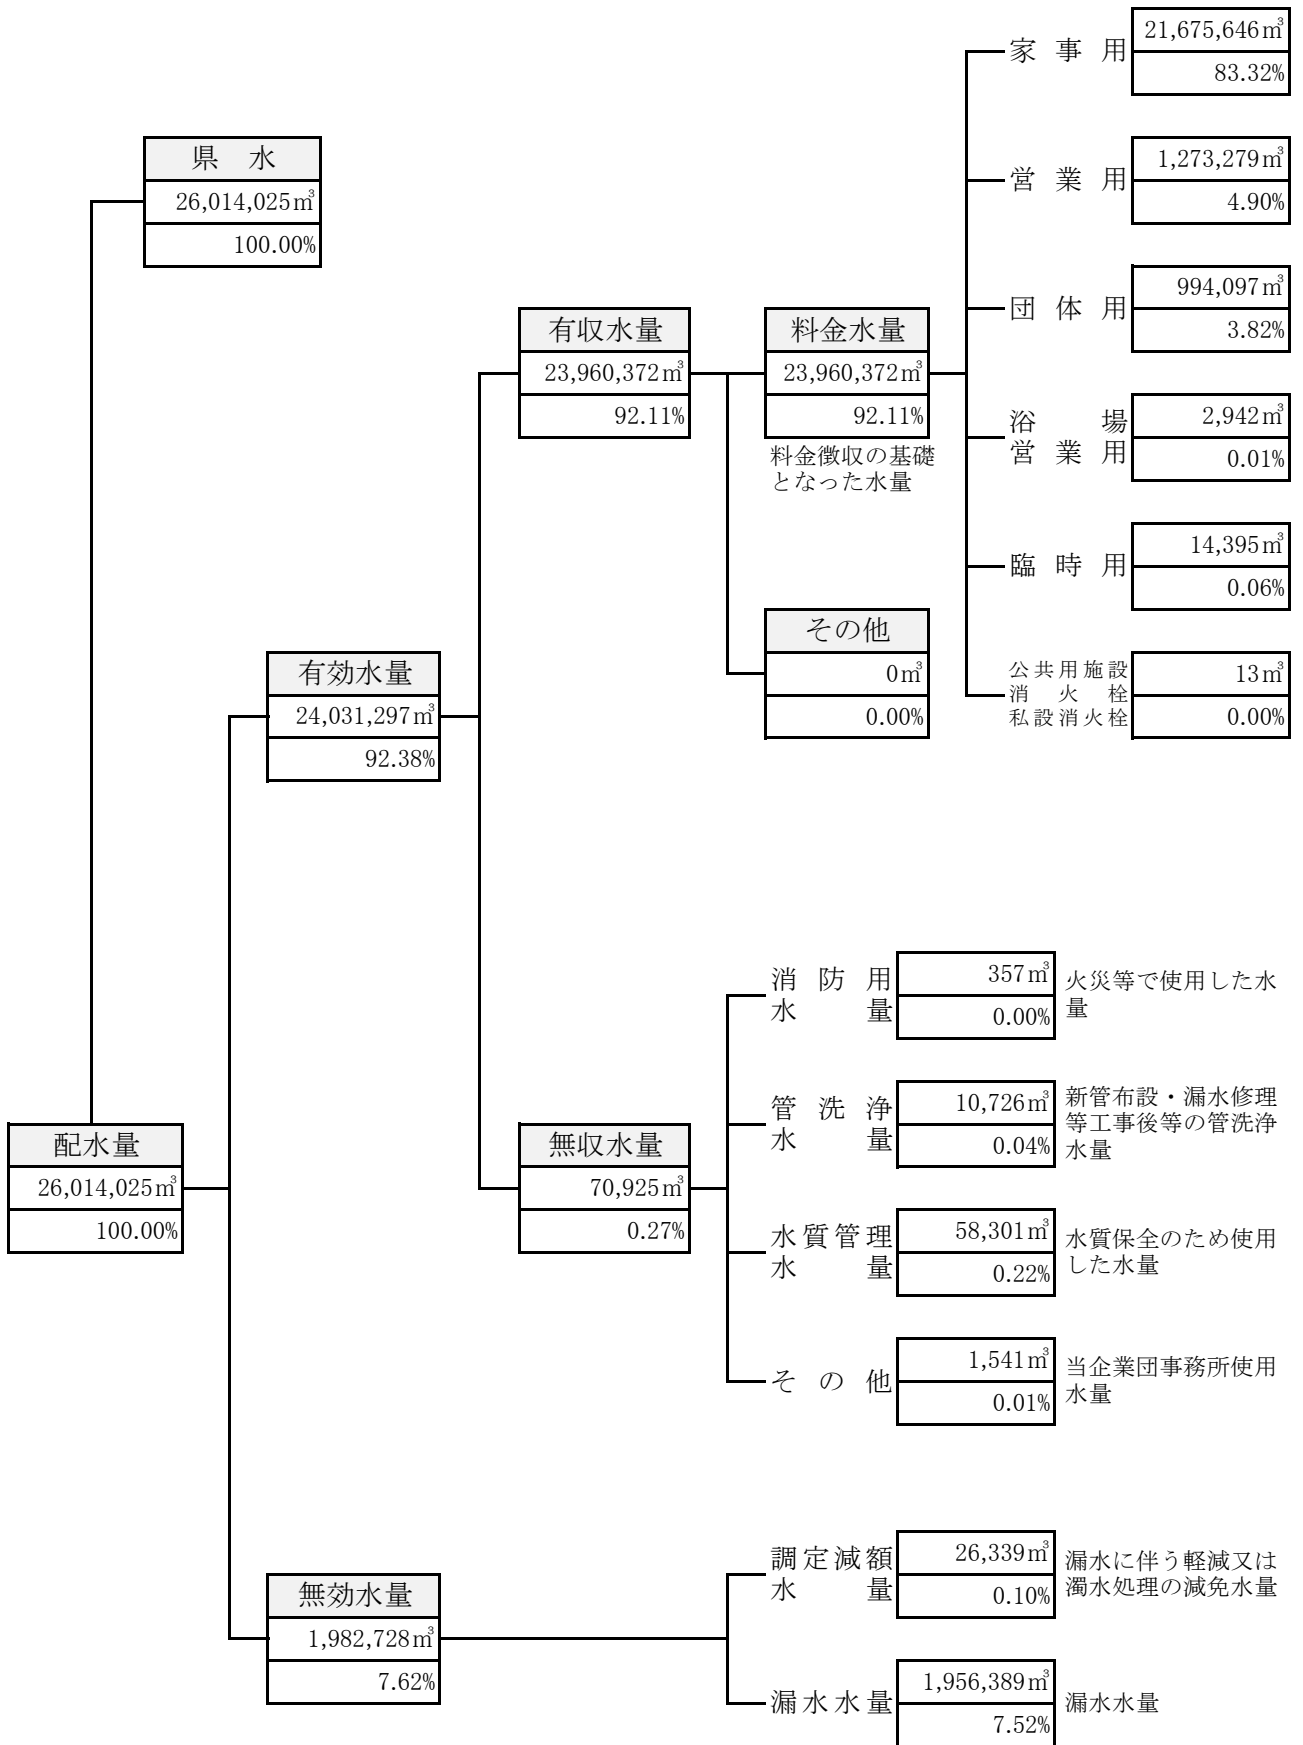 家事用
21,675,646㎥
83.32%
県 水
26,014,025㎥
100.00%
営業用
1,273,279㎥
4.90%
団体用
994,097㎥
3.82%
有収水量
23,960,372㎥
92.11%
料金水量
23,960,372㎥
92.11%
料金徴収の基礎
となった水量
浴場
営業用
2,942㎥
0.01%
臨時用
14,395㎥
0.06%
その他
0㎥
0.00%
公共用施設
消火栓
私設消火栓
13㎥
0.00%
有効水量
24,031,297㎥
92.38%
消防用
水量
357㎥
0.00%
火災等で使用した水
量
管洗浄
水量
10,726㎥
0.04%
新管布設・漏水修理
等工事後等の管洗浄
水量
配水量
26,014,025㎥
100.00%
無収水量
70,925㎥
0.27%
水質管理
水量
58,301㎥
0.22%
水質保全のため使用
した水量
その他
1,541㎥
0.01%
当企業団事務所使用
水量
無効水量
1,982,728㎥
7.62%
調定減額
水量
26,339㎥
0.10%
漏水に伴う軽減又は
濁水処理の減免水量
漏水水量
1,956,389㎥
7.52%
漏水水量